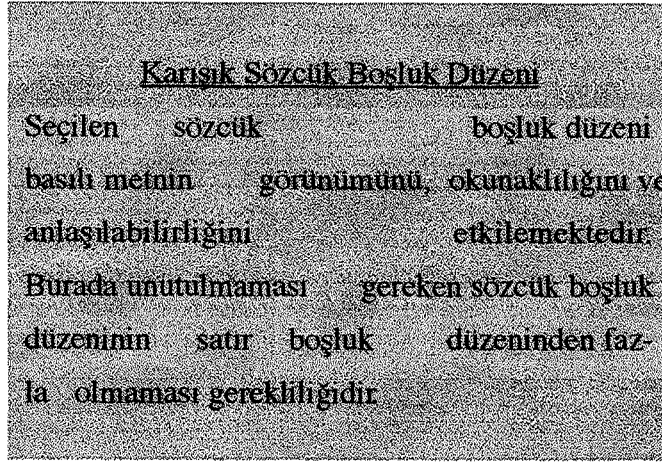 Karışık Sözcük Boşluk Düzeni
Seçilen sözcük boşluk düzeni
basılı metnin görünümünü, okunaklılığını ve
anlaşılabilirliğini etkilemektedir.
Burada unutulmaması gereken sözcük boşluk
düzeninin satır boşluk düzeninden faz-
la olmaması gerekliliğidir.